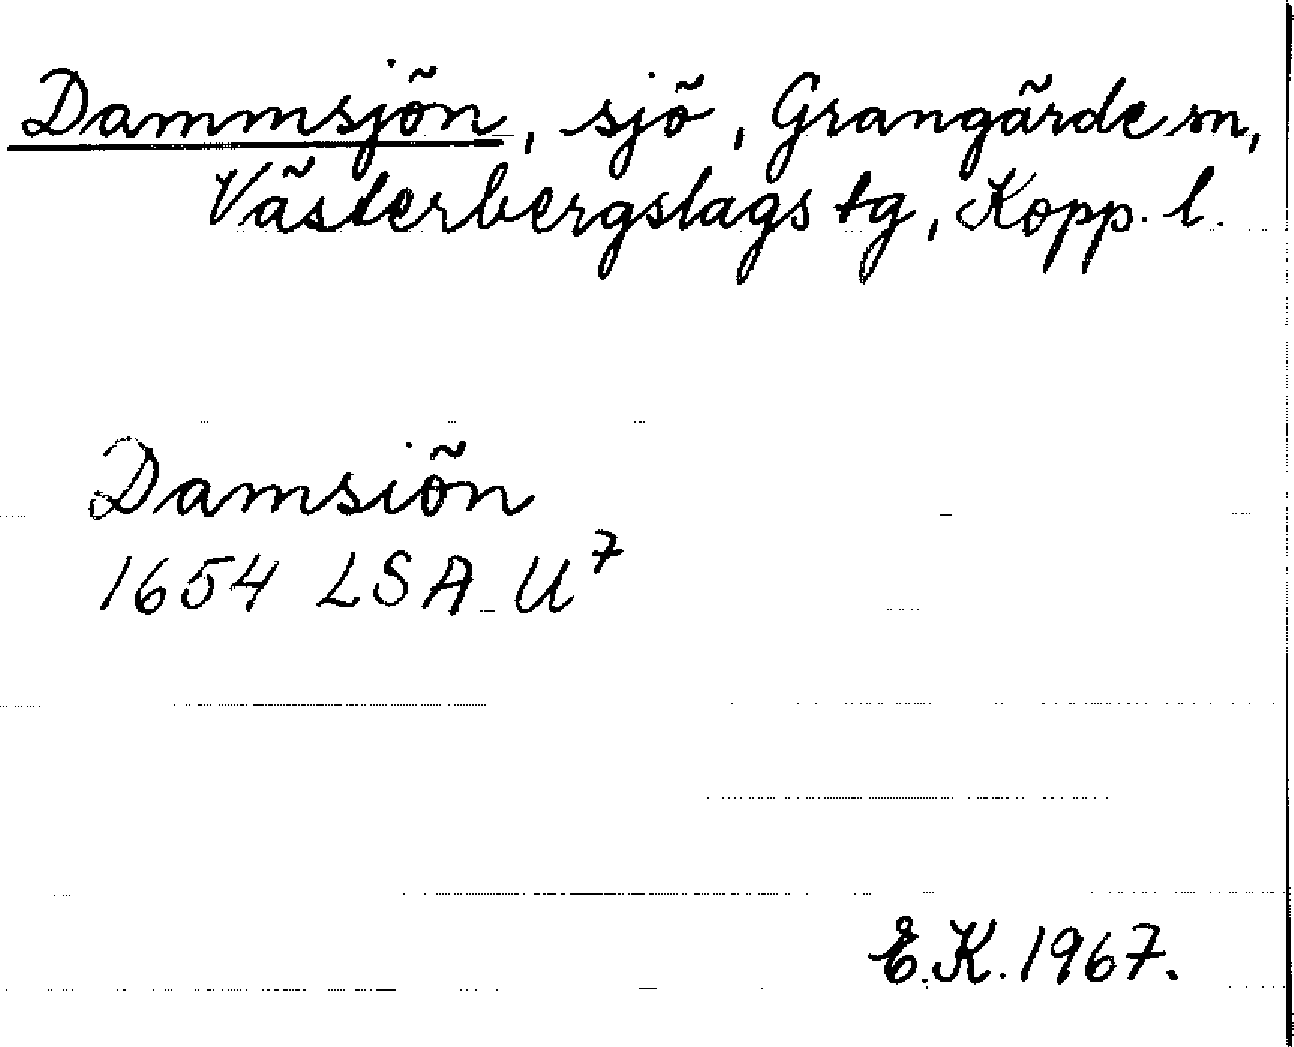 Dammsjön, sjö, Grangärde sn,
Västerbergslags tg, Kopp. l.
Damsiön
1654 LSA U⁷
E.K. 1967.